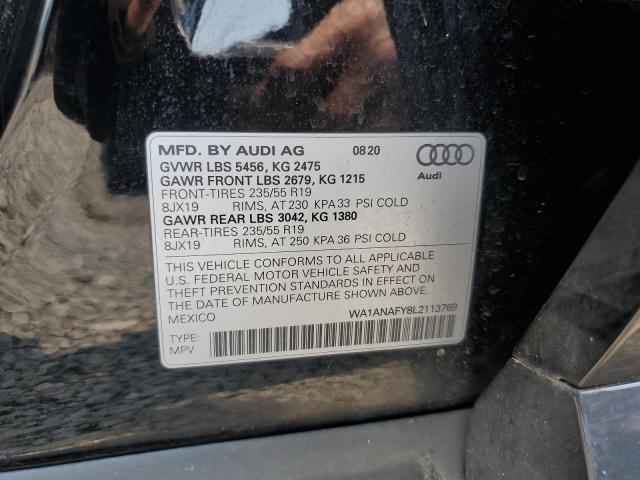 MFD. BY AUDI AG 0820
GVWR LBS 5456, KG 2475
GAWR FRONT LBS 2679, KG 1215
FRONT-TIRES 235/55 R19
8JX19 RIMS, AT 230 KPA 33 PSI COLD
GAWR REAR LBS 3042, KG 1380
REAR-TIRES 235/55 R19
8JX19 RIMS, AT 250 KPA 36 PSI COLD
Audi
THIS VEHICLE CONFORMS TO ALL APPLICABLE
U.S. FEDERAL MOTOR VEHICLE SAFETY AND
THEFT PREVENTION STANDARDS IN EFFECT ON
THE DATE OF MANUFACTURE SHOWN ABOVE.
MEXICO WA1ANAFY8L2113769
TYPE:
MPV